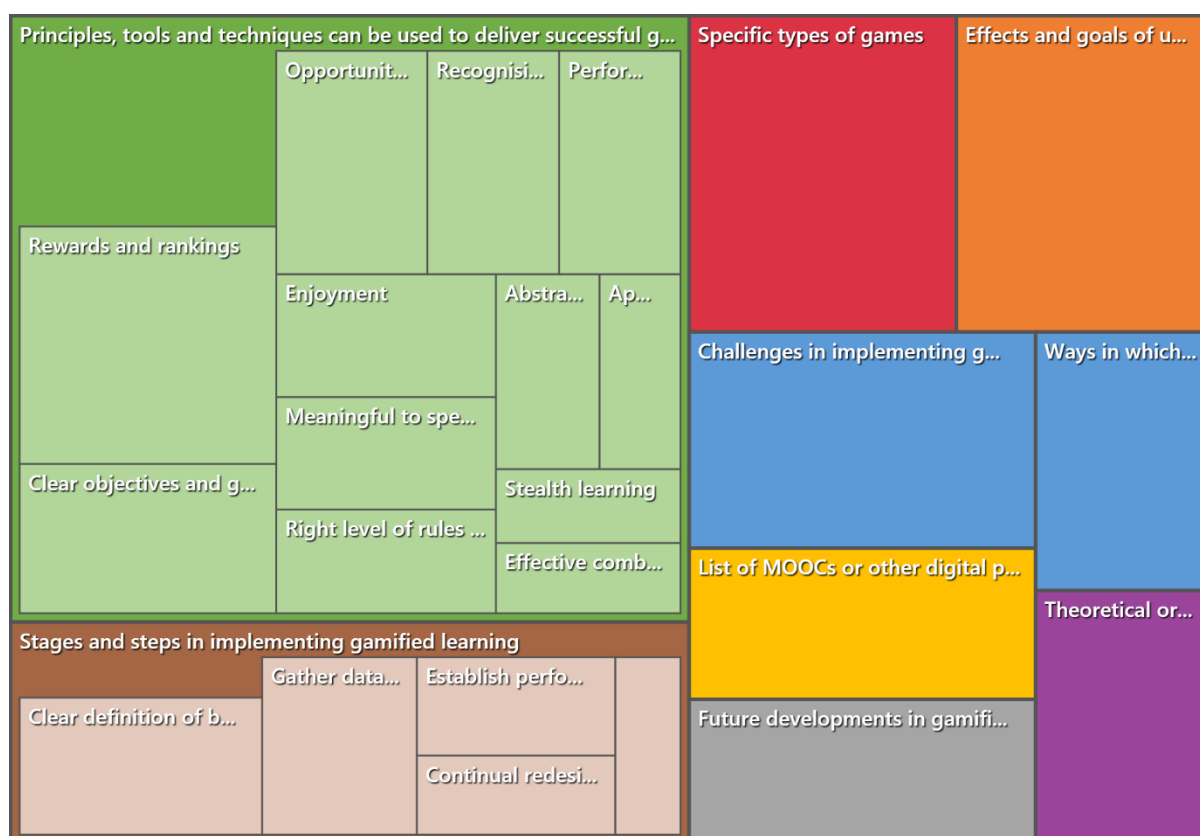 Principles, tools and techniques can be used to deliver successful g...
Opportunit...
Recognisi...
Perfor...
Rewards and rankings
Enjoyment
Abstra...
Ap...
Meaningful to spe...
Clear objectives and g...
Stealth learning
Right level of rules ...
Effective comb...
Stages and steps in implementing gamified learning
Gather data...
Establish perfo...
Clear definition of b...
Continual redesi...
Specific types of games
Effects and goals of u...
Challenges in implementing g...
Ways in which...
List of MOOCs or other digital p...
Theoretical or...
Future developments in gamifi...